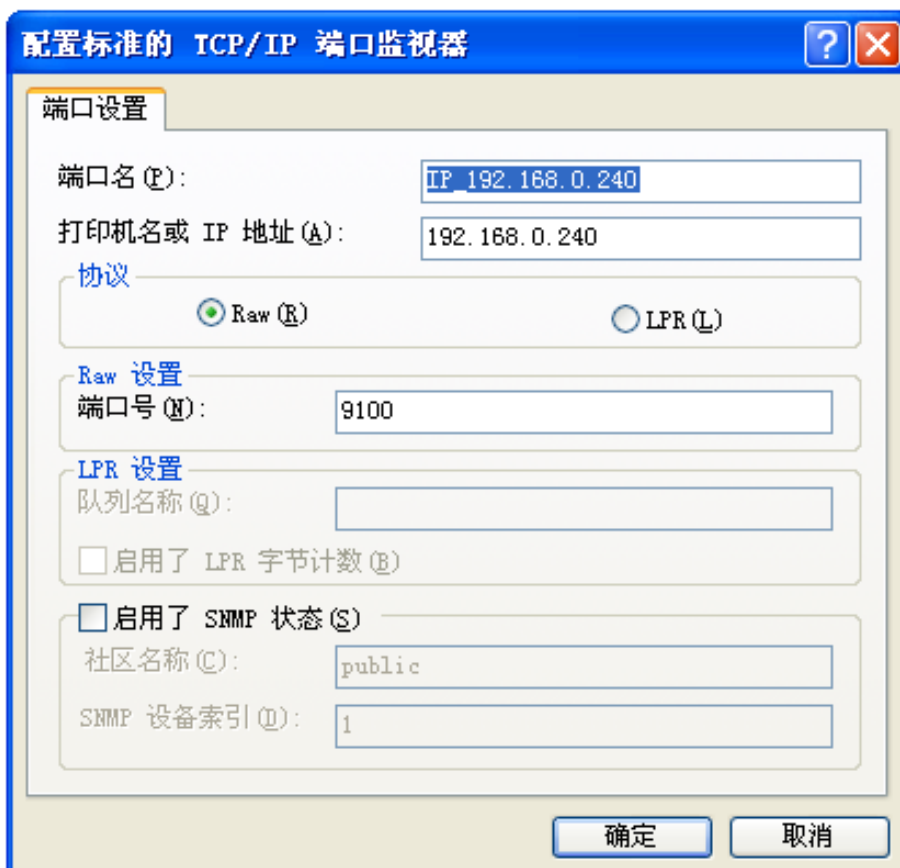 配置标准的 TCP/IP 端口监视器
端口设置
端口名(P): IP_192.168.0.240
打印机名或 IP 地址(A): 192.168.0.240
协议
Raw(R) LPR(L)
Raw 设置
端口号(N): 9100
LPR 设置
队列名称(Q):
启用了 LPR 字节计数(B)
启用了 SNMP 状态(S)
社区名称(C): public
SNMP 设备索引(D): 1
确定 取消